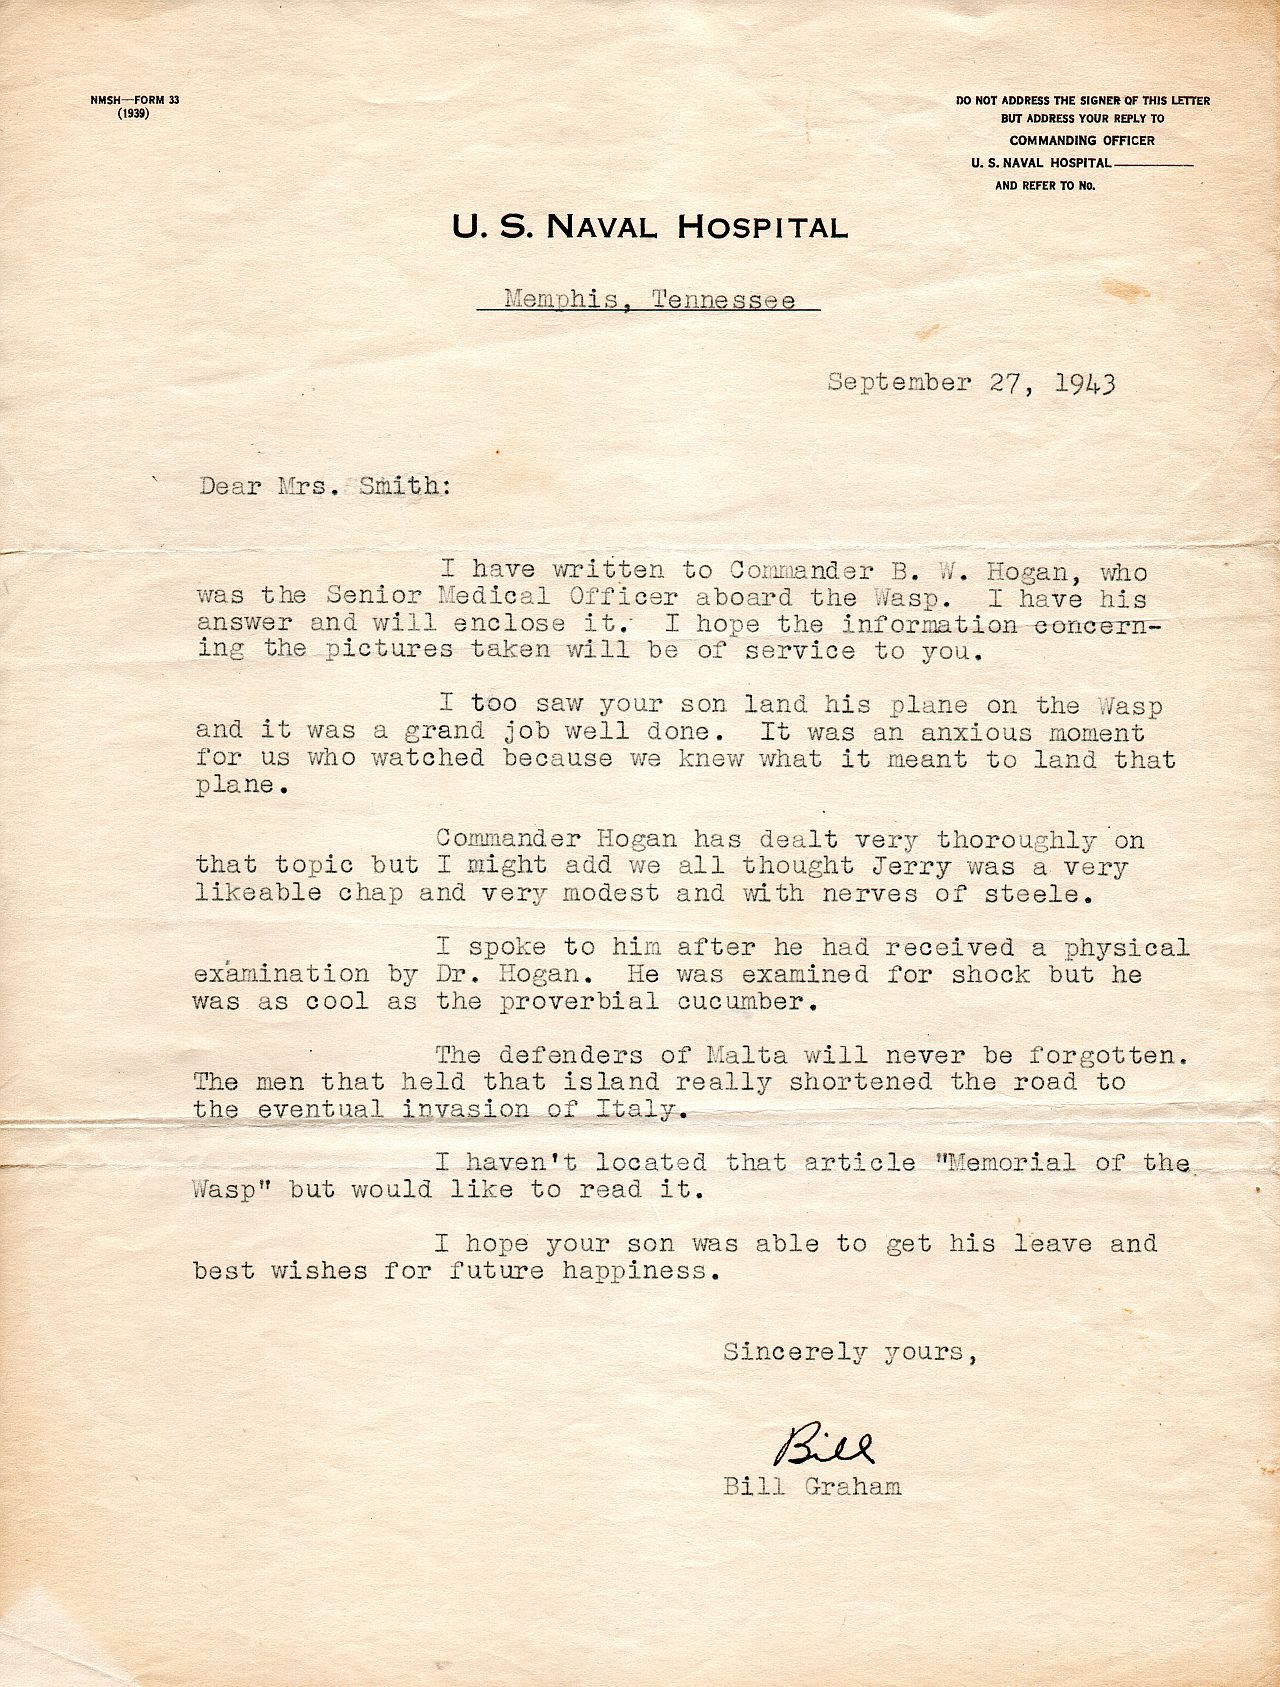 NMSH—FORM 33
(1939)
DO NOT ADDRESS THE SIGNER OF THIS LETTER
BUT ADDRESS YOUR REPLY TO
COMMANDING OFFICER
U. S. NAVAL HOSPITAL
AND REFER TO No.
U. S. NAVAL HOSPITAL
Memphis, Tennessee
September 27, 1943
Dear Mrs. Smith:
I have written to Commander B. W. Hogan, who
was the Senior Medical Officer aboard the Wasp. I have his
answer and will enclose it. I hope the information concern-
ing the pictures taken will be of service to you.
I too saw your son land his plane on the Wasp
and it was a grand job well done. It was an anxious moment
for us who watched because we knew what it meant to land that
plane.
Commander Hogan has dealt very thoroughly on
that topic but I might add we all thought Jerry was a very
likeable chap and very modest and with nerves of steele.
I spoke to him after he had received a physical
examination by Dr. Hogan. He was examined for shock but he
was as cool as the proverbial cucumber.
The defenders of Malta will never be forgotten.
The men that held that island really shortened the road to
the eventual invasion of Italy.
I haven't located that article "Memorial of the
Wasp" but would like to read it.
I hope your son was able to get his leave and
best wishes for future happiness.
Sincerely yours,
Bill
Bill Graham